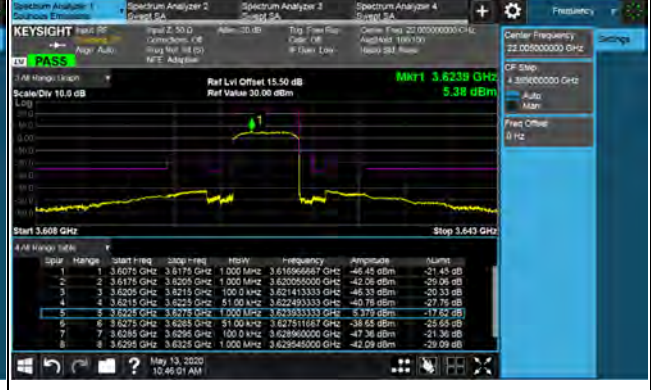 Spectrum Analyzer 1
Spurious Emissions
Spectrum Analyzer 2
Swept SA
Spectrum Analyzer 3
Swept SA
Spectrum Analyzer 4
Swept SA
Frequency
KEYSIGHT
Input: RF
Align: Auto
Input Z: 50 Ω
Corrections: Off
NFE: Adaptive
Atten: 30 dB
Trig: Free Run
Gate: Off
IF Gain: Low
Center Freq: 22.005000000 GHz
Avg|Hold: 100/100
Radio Std: None
PASS
Center Frequency
22.005000000 GHz
Settings
CF Step
Auto
Man
Freq Offset
0 Hz
3 All Range Graph
Scale/Div 10.0 dB
Ref Lvl Offset 15.50 dB
Ref Value 30.00 dBm
Mkr1 3.6239 GHz
5.38 dBm
Log
1
Start 3.608 GHz
Stop 3.643 GHz
4 All Range Table
Spur Range Start Freq Stop Freq RBW Frequency Amplitude ΔLimit
1 1 3.6075 GHz 3.6175 GHz 1.000 MHz 3.616966667 GHz -46.45 dBm -21.45 dB
2 2 3.6175 GHz 3.6205 GHz 1.000 MHz 3.620055000 GHz -42.06 dBm -29.06 dB
3 3 3.6205 GHz 3.6215 GHz 100.0 kHz 3.621413333 GHz -46.33 dBm -20.33 dB
4 4 3.6215 GHz 3.6225 GHz 51.00 kHz 3.622493333 GHz -40.76 dBm -27.76 dB
5 5 3.6225 GHz 3.6275 GHz 1.000 MHz 3.623933333 GHz 5.379 dBm -17.62 dB
6 6 3.6275 GHz 3.6285 GHz 51.00 kHz 3.627511667 GHz -38.65 dBm -25.65 dB
7 7 3.6285 GHz 3.6295 GHz 100.0 kHz 3.628960000 GHz -47.36 dBm -21.36 dB
8 8 3.6295 GHz 3.6325 GHz 1.000 MHz 3.629545000 GHz -42.09 dBm -29.09 dB
May 13, 2020
10:46:01 AM